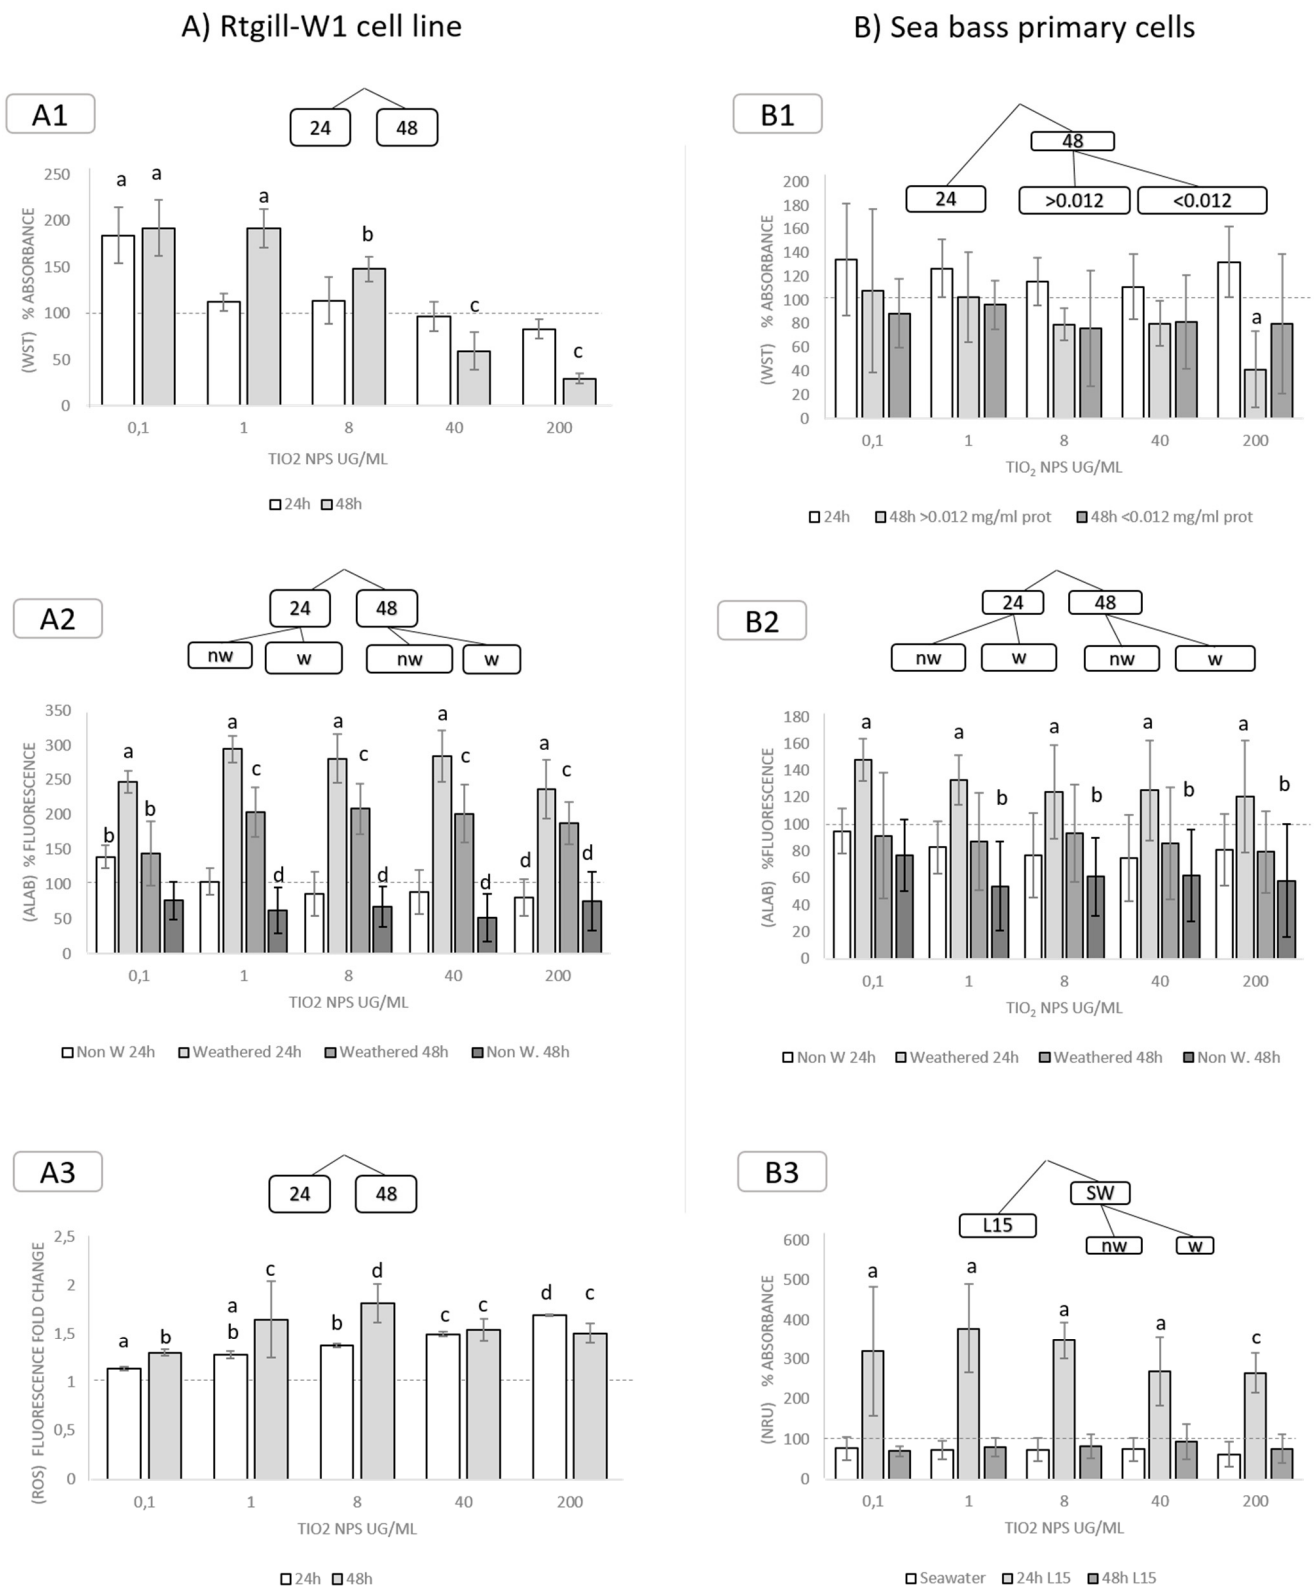 A) Rtgill-W1 cell line
B) Sea bass primary cells
A1
24
48
(WST) % ABSORBANCE
250
200
150
100
50
0
a
a
a
b
c
c
0,1
1
8
40
200
TIO2 NPS UG/ML
24h
48h
B1
48
24
>0.012
<0.012
(WST) % ABSORBANCE
200
180
160
140
120
100
80
60
40
20
0
a
0,1
1
8
40
200
TIO2 NPS UG/ML
24h
48h >0.012 mg/ml prot
48h <0.012 mg/ml prot
A2
24
48
nw
w
nw
w
(ALAB) % FLUORESCENCE
350
300
250
200
150
100
50
0
b
a
b
a
c
d
a
c
d
a
c
d
d
a
c
d
0,1
1
8
40
200
TIO2 NPS UG/ML
Non W 24h
Weathered 24h
Weathered 48h
Non W. 48h
B2
24
48
nw
w
nw
w
(ALAB) %FLUORESCENCE
180
160
140
120
100
80
60
40
20
0
a
a
b
a
b
a
b
a
b
0,1
1
8
40
200
TIO2 NPS UG/ML
Non W 24h
Weathered 24h
Weathered 48h
Non W. 48h
A3
24
48
(ROS) FLUORESCENCE FOLD CHANGE
2,5
2
1,5
1
0,5
0
a
b
a
b
c
b
d
c
c
d
c
0,1
1
8
40
200
TIO2 NPS UG/ML
24h
48h
B3
SW
L15
nw
w
(NRU) % ABSORBANCE
600
500
400
300
200
100
0
a
a
a
a
c
0,1
1
8
40
200
TIO2 NPS UG/ML
Seawater
24h L15
48h L15